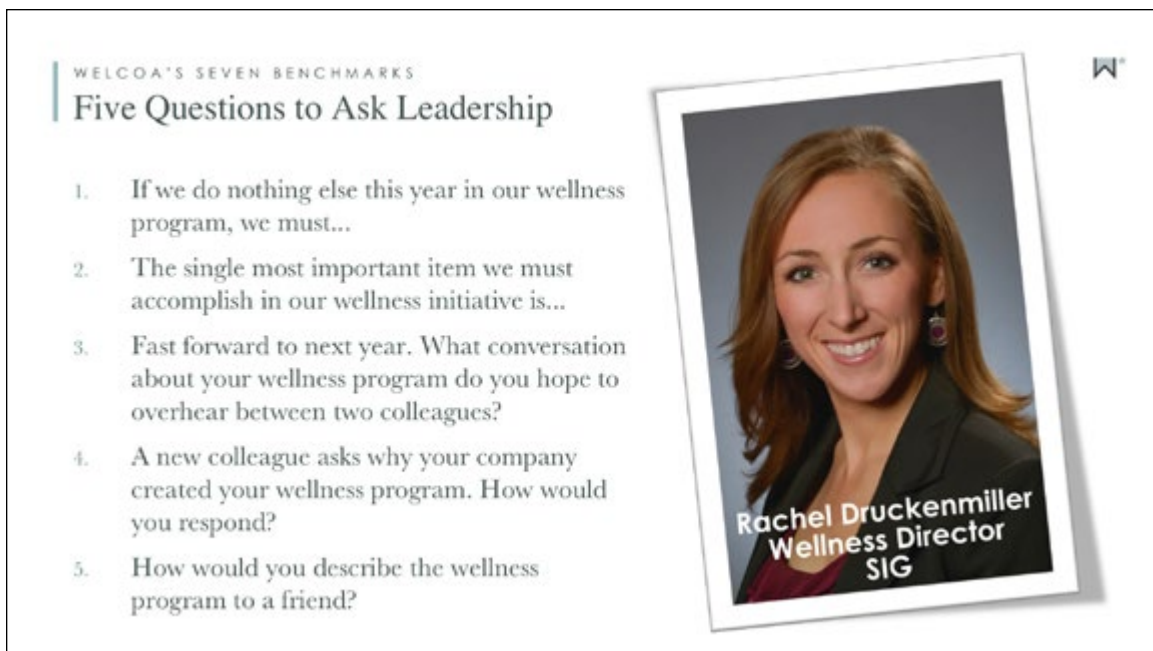 WELCOA'S SEVEN BENCHMARKS
Five Questions to Ask Leadership
1. If we do nothing else this year in our wellness
program, we must...
2. The single most important item we must
accomplish in our wellness initiative is...
3. Fast forward to next year. What conversation
about your wellness program do you hope to
overhear between two colleagues?
4. A new colleague asks why your company
created your wellness program. How would
you respond?
5. How would you describe the wellness
program to a friend?
W®
Rachel Druckenmiller
Wellness Director
SIG